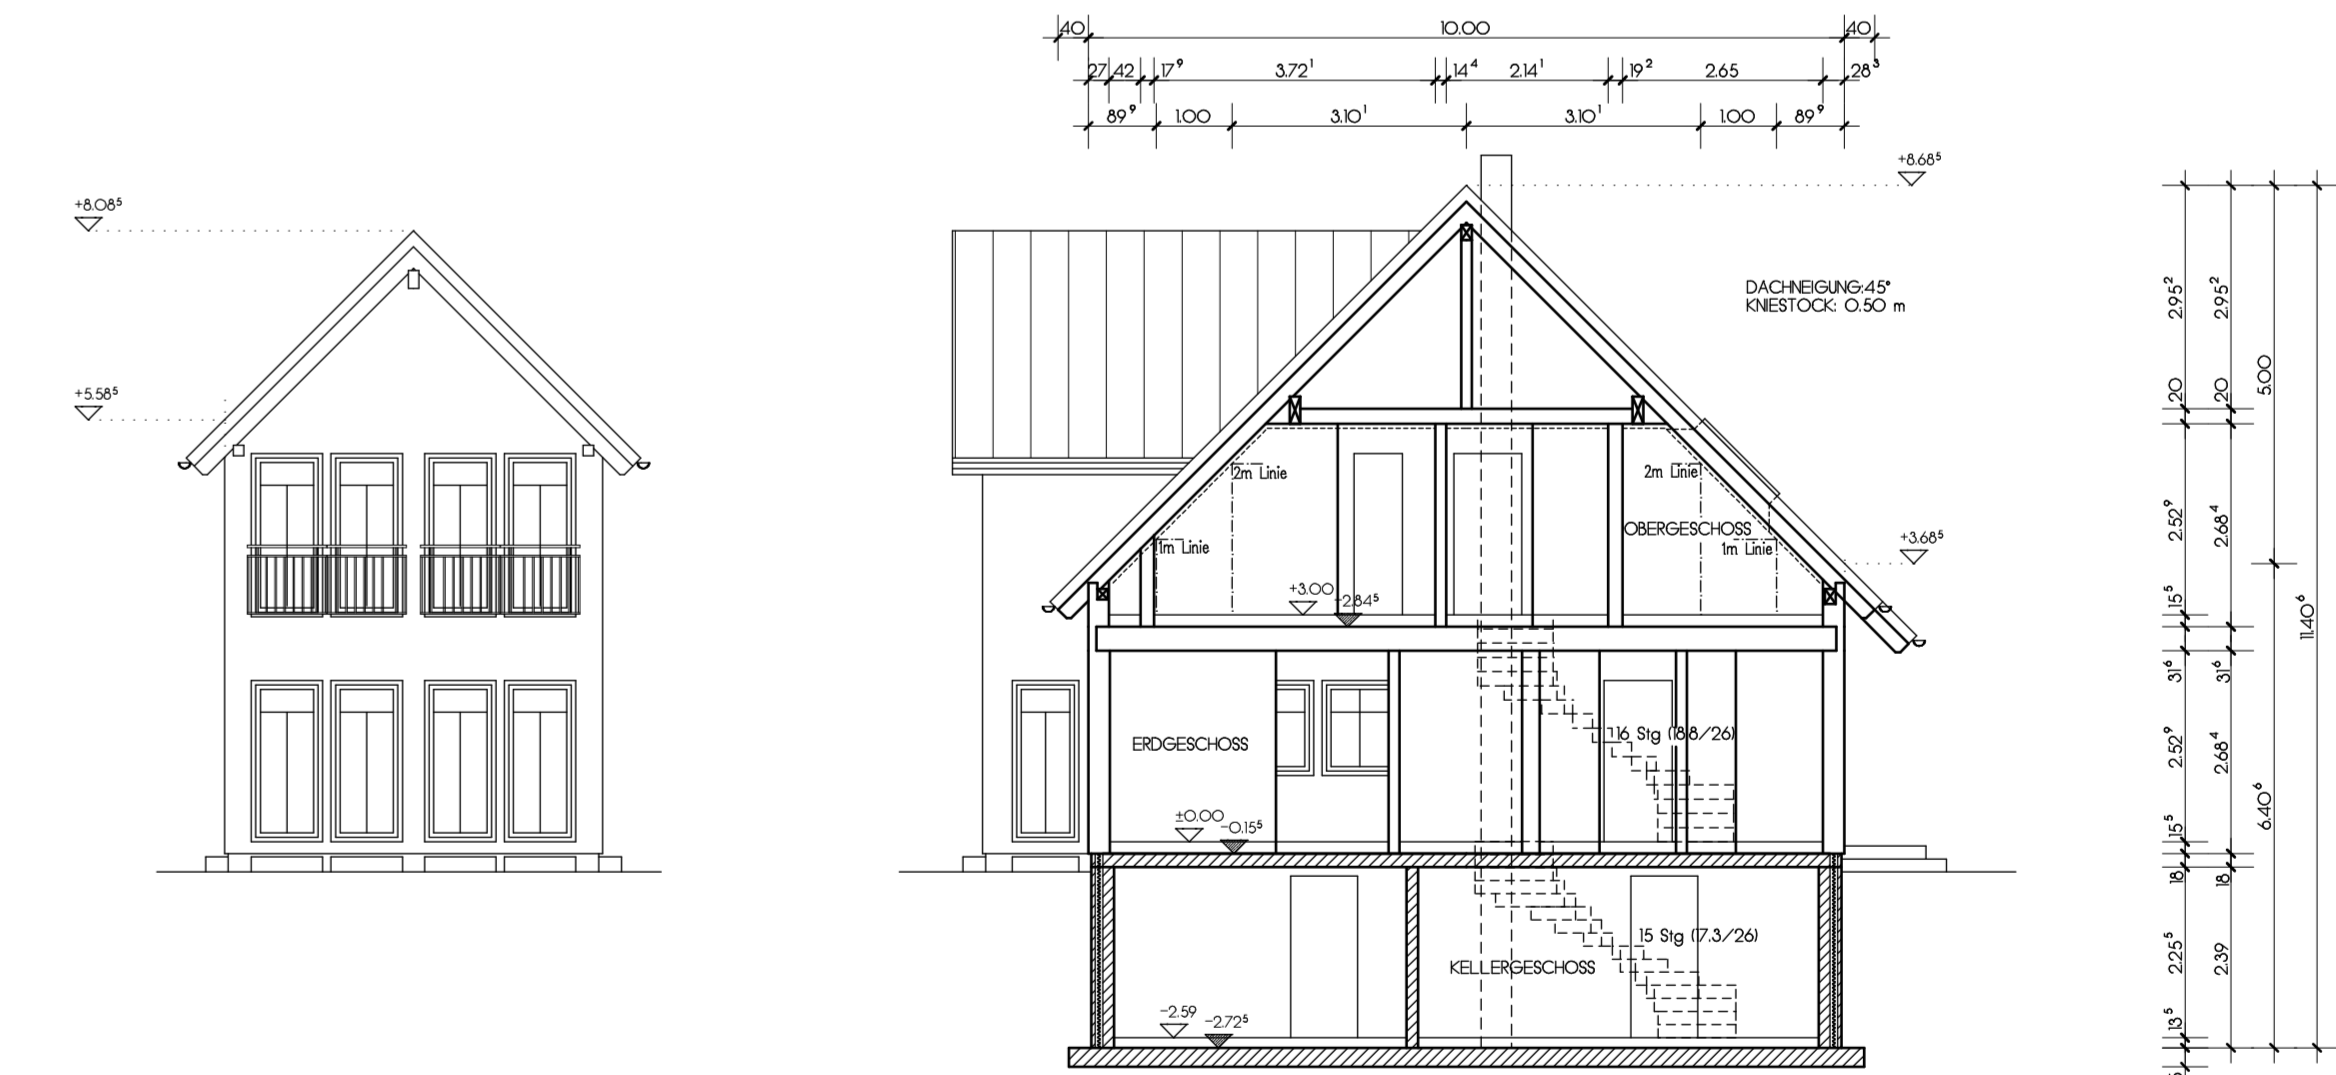 40 10.00 40
27 42 17⁹ 3.72¹ 14⁴ 2.14¹ 19² 2.65 28³
89⁹ 1.00 3.10¹ 3.10¹ 1.00 89⁹
+8.68⁵
+8.08⁵
DACHNEIGUNG:45°
KNIESTOCK: 0.50 m
+5.58⁵
2m Linie
2m Linie
OBERGESCHOSS
1m Linie
1m Linie
+3.68⁵
+3.00
-2.84⁵
16 Stg (18.8/26)
ERDGESCHOSS
±0.00
-0.15⁵
15 Stg (17.3/26)
KELLERGESCHOSS
-2.59
-2.72⁵
2.95²
20
2.52⁹
15⁵
31⁶
2.52⁹
15⁵
18
2.25⁵
13⁵
2.95²
20
2.68⁴
31⁶
2.68⁴
18
2.39
5.00
6.40⁶
11.40⁶